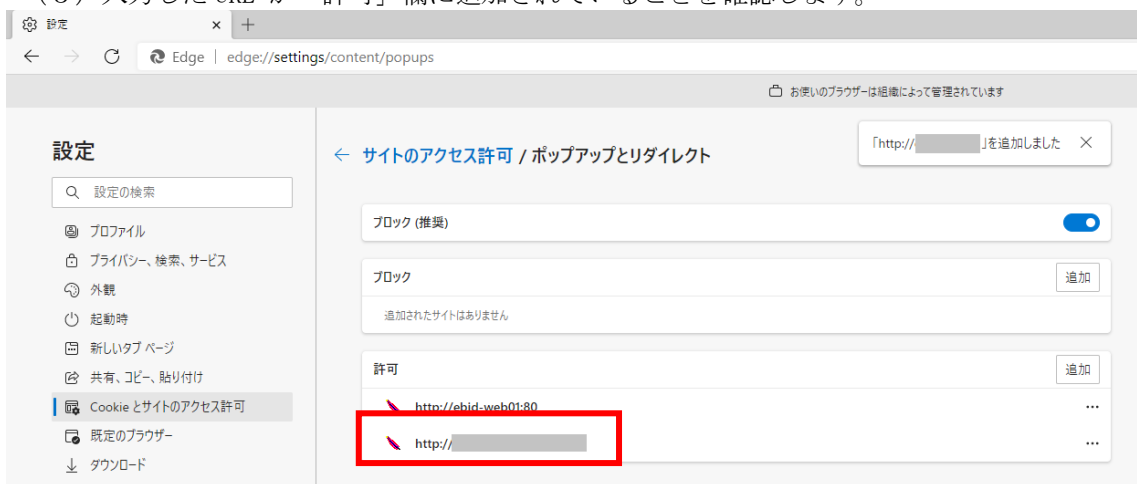 （6）入力した URL が「許可」欄に追加されていることを確認します。
設定
Edge | edge://settings/content/popups
お使いのブラウザーは組織によって管理されています
設定
サイトのアクセス許可 / ポップアップとリダイレクト
「http:// 」を追加しました
設定の検索
プロファイル
プライバシー、検索、サービス
外観
起動時
新しいタブ ページ
共有、コピー、貼り付け
Cookie とサイトのアクセス許可
既定のブラウザー
ダウンロード
ブロック (推奨)
ブロック
追加
追加されたサイトはありません
許可
追加
http://ebid-web01:80
http://